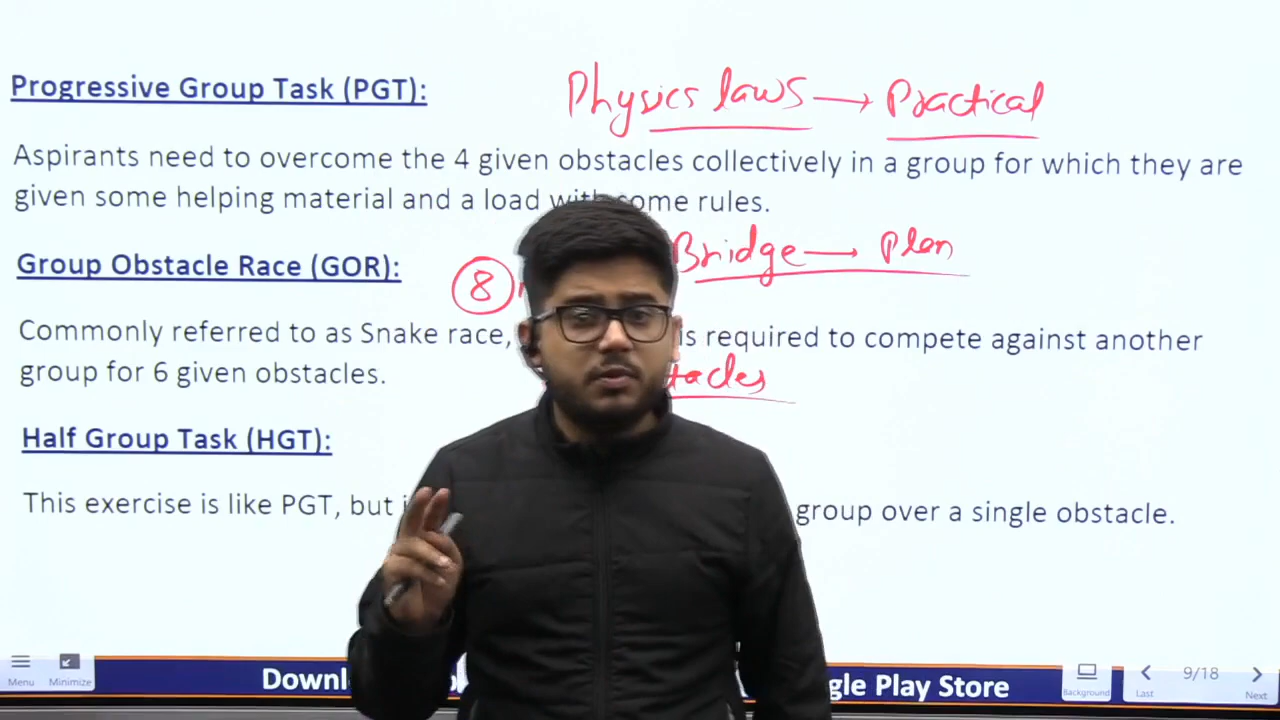 Progressive Group Task (PGT):
Physics laws → Practical
Aspirants need to overcome the 4 given obstacles collectively in a group for which they are
given some helping material and a load with some rules.
Bridge → Plan
Group Obstacle Race (GOR):
8
Commonly referred to as Snake race, is required to compete against another
group for 6 given obstacles.
Half Group Task (HGT):
This exercise is like PGT, but group over a single obstacle.
Menu Minimize
Google Play Store
Background
Last 9/18 Next